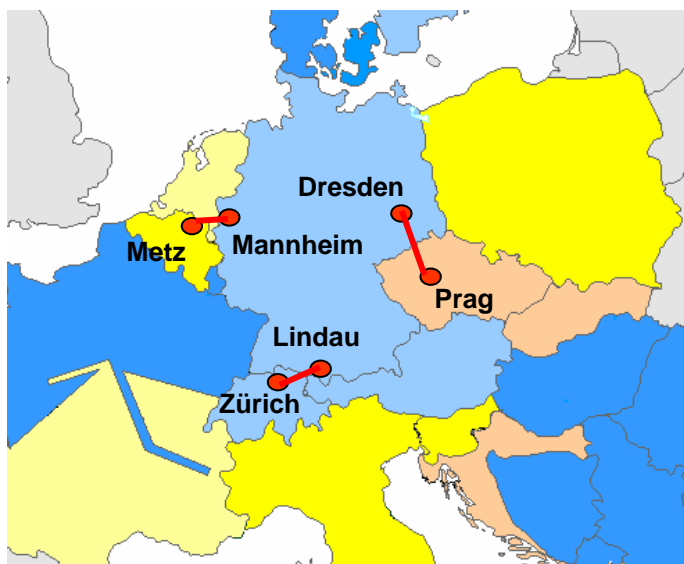 Dresden
Metz
Mannheim
Prag
Lindau
Zürich